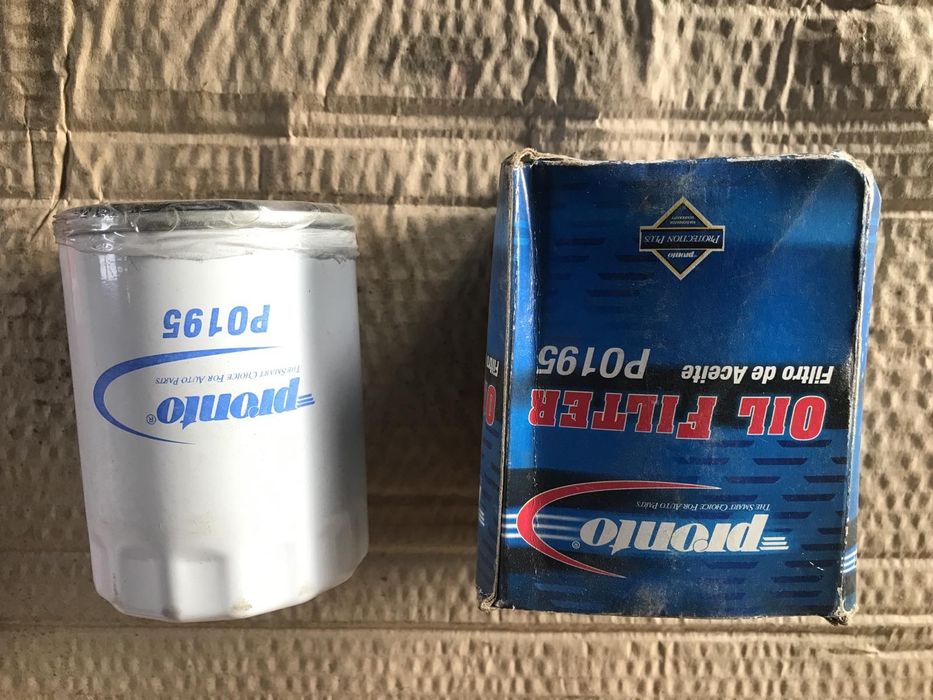 pronto®
THE SMART CHOICE FOR AUTO PARTS
P0195
pronto®
THE SMART CHOICE FOR AUTO PARTS
OIL FILTER
Filtro de Aceite P0195
pronto
PROTECTION PLUS